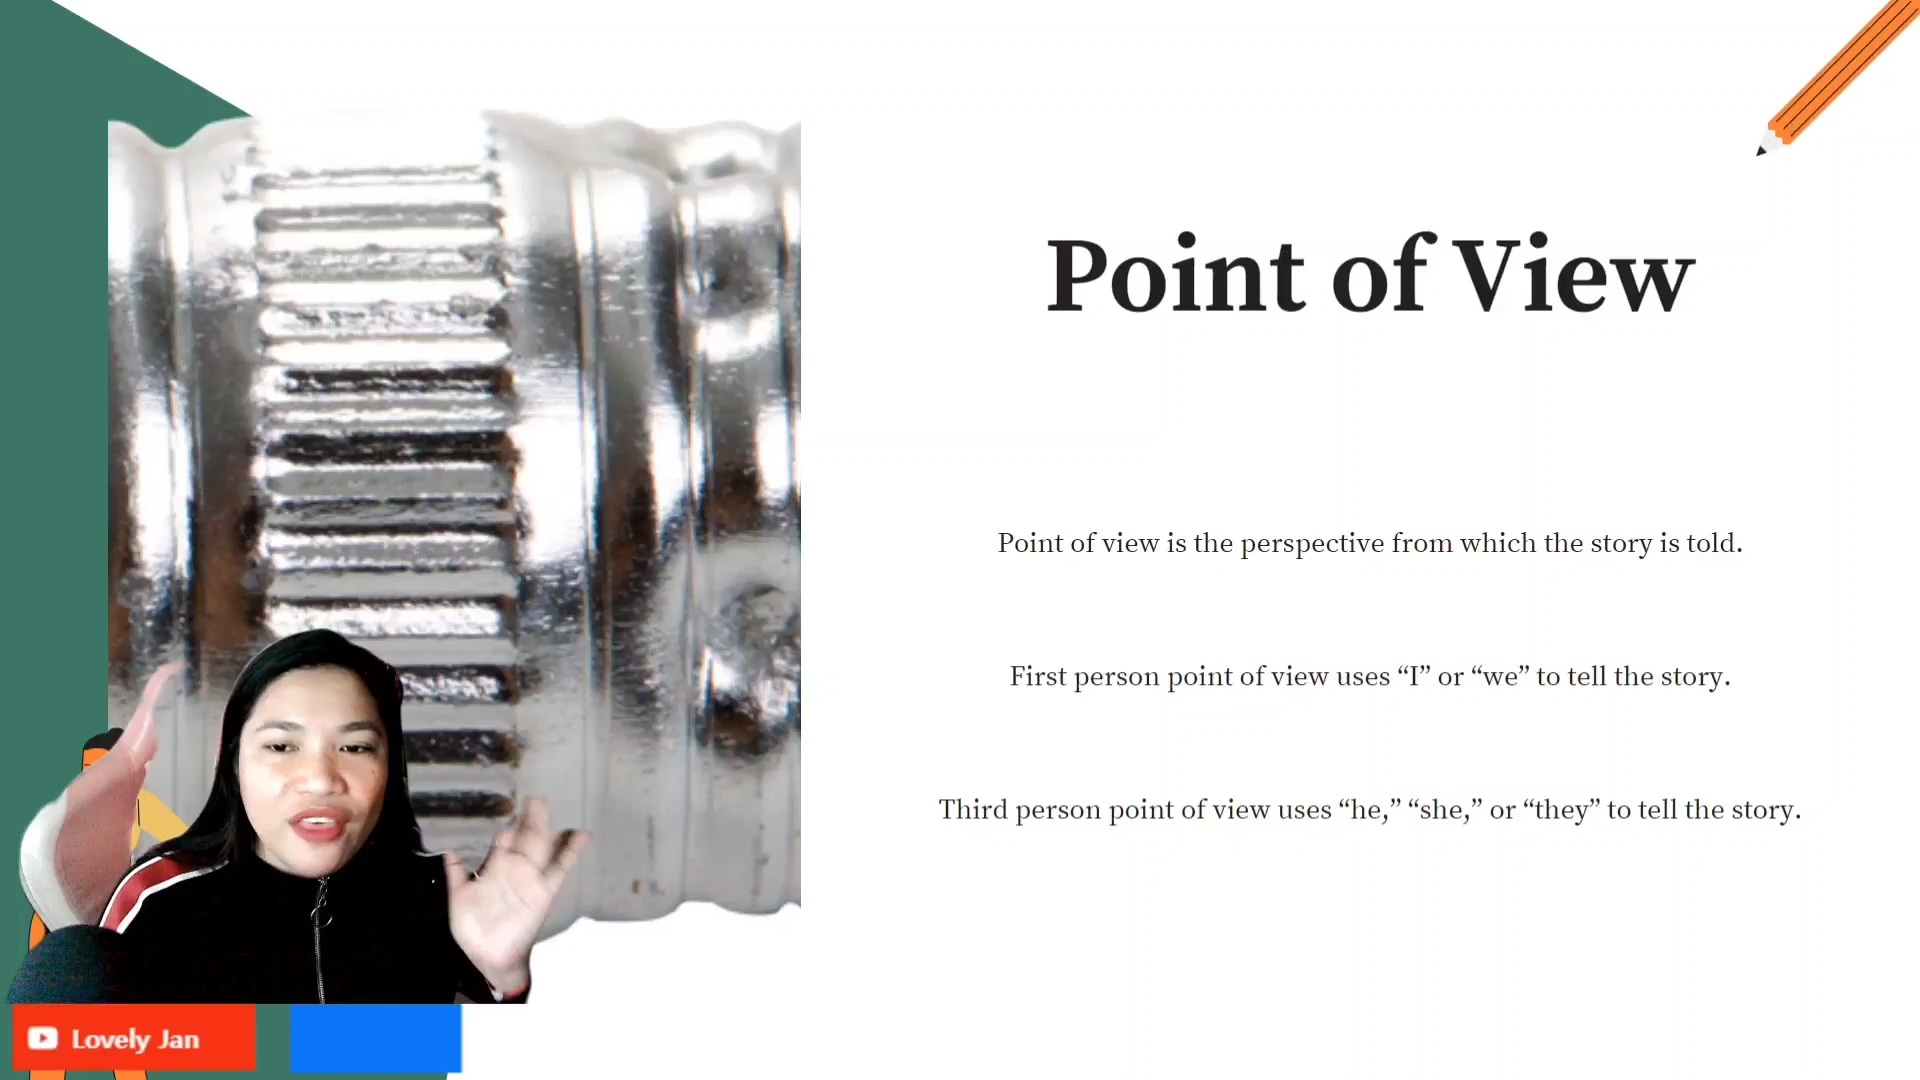 Point of View
Point of view is the perspective from which the story is told.
First person point of view uses “I” or “we” to tell the story.
Third person point of view uses “he,” “she,” or “they” to tell the story.
Lovely Jan